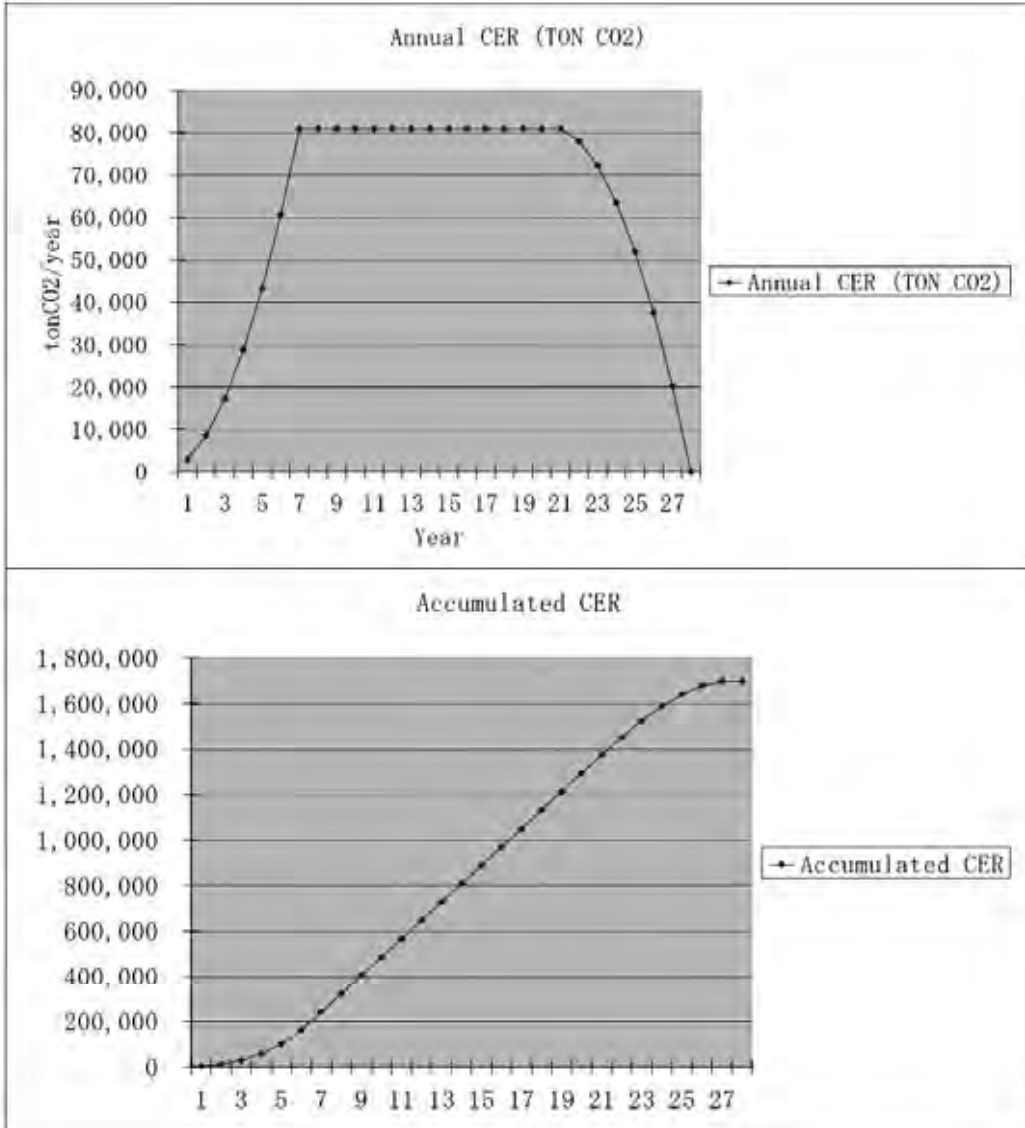 Annual CER (TON CO2)
90,000
80,000
70,000
60,000
50,000
40,000
30,000
20,000
10,000
0
tonCO2/year
1 3 5 7 9 11 13 15 17 19 21 23 25 27
Year
Annual CER (TON CO2)
Accumulated CER
1,800,000
1,600,000
1,400,000
1,200,000
1,000,000
800,000
600,000
400,000
200,000
0
1 3 5 7 9 11 13 15 17 19 21 23 25 27
Accumulated CER